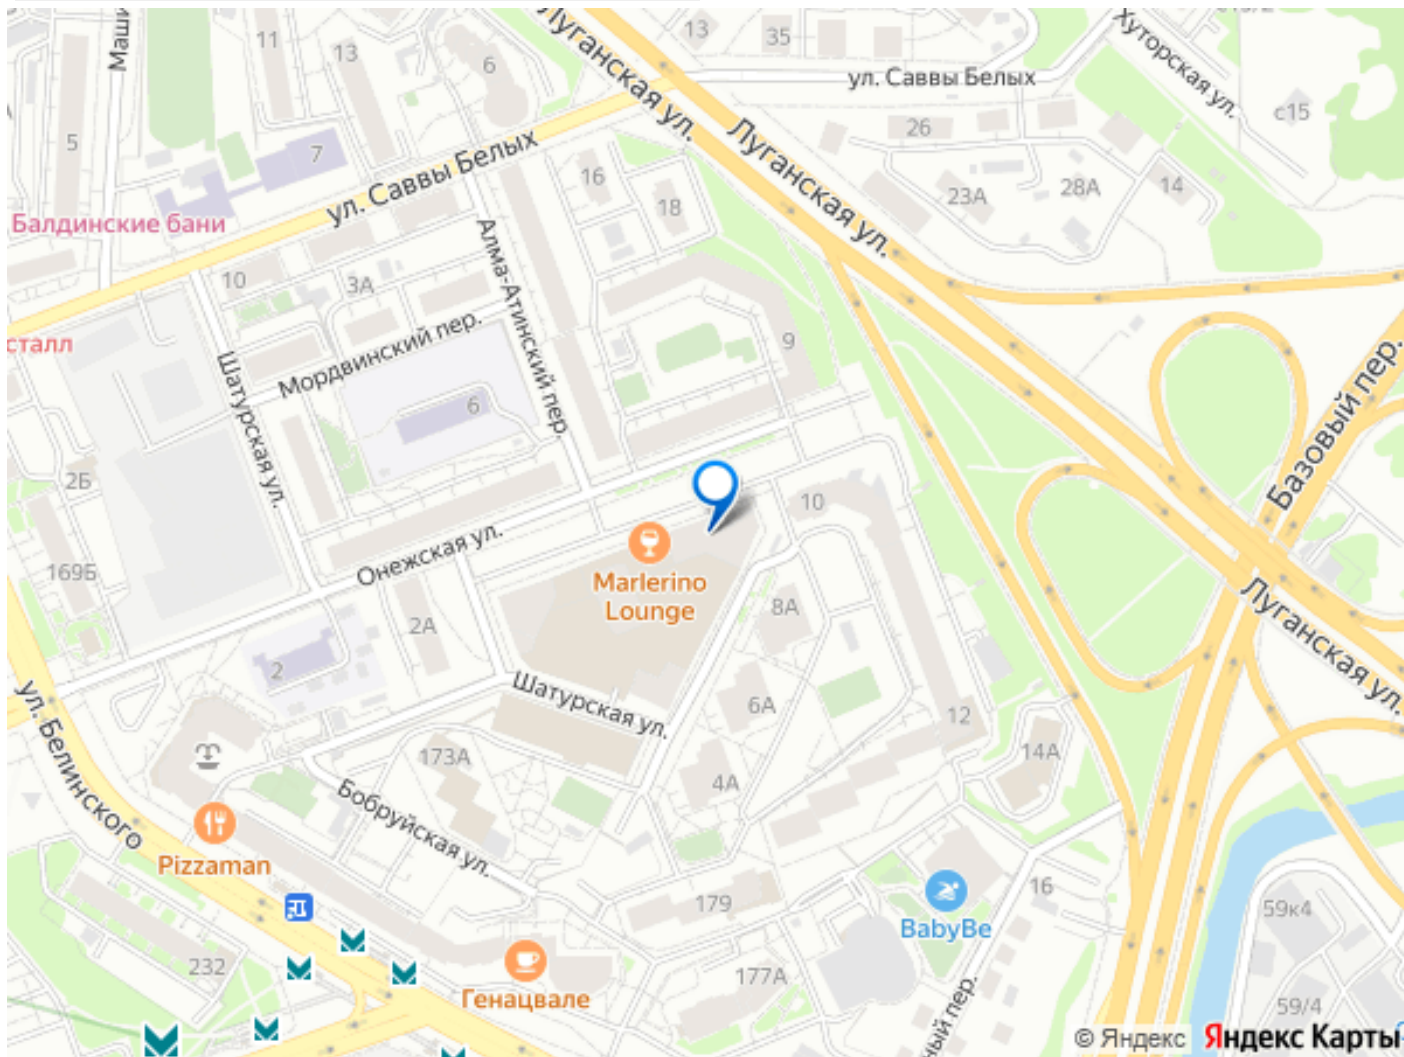 Маши
11
13
6
5
7
ул. Саввы Белых
Балдинские бани
10
3А
Мордвинский пер.
Алма-Атинский пер.
Шатурская ул.
сталл
6
2Б
169Б
Онежская ул.
2А
2
ул. Белинского
Луганская ул.
13
35
ул. Саввы Белых
Хуторская ул.
с15
26
23А
28А
14
16
18
Луганская ул.
9
10
Marlerino
Lounge
8А
6А
4А
12
14А
Шатурская ул.
173А
Бобруйская ул.
Pizzaman
232
Генацвале
179
177А
BabyBe
16
ный пер.
Базовый пер.
Луганская ул.
59к4
59/4
© Яндекс
Яндекс Карты